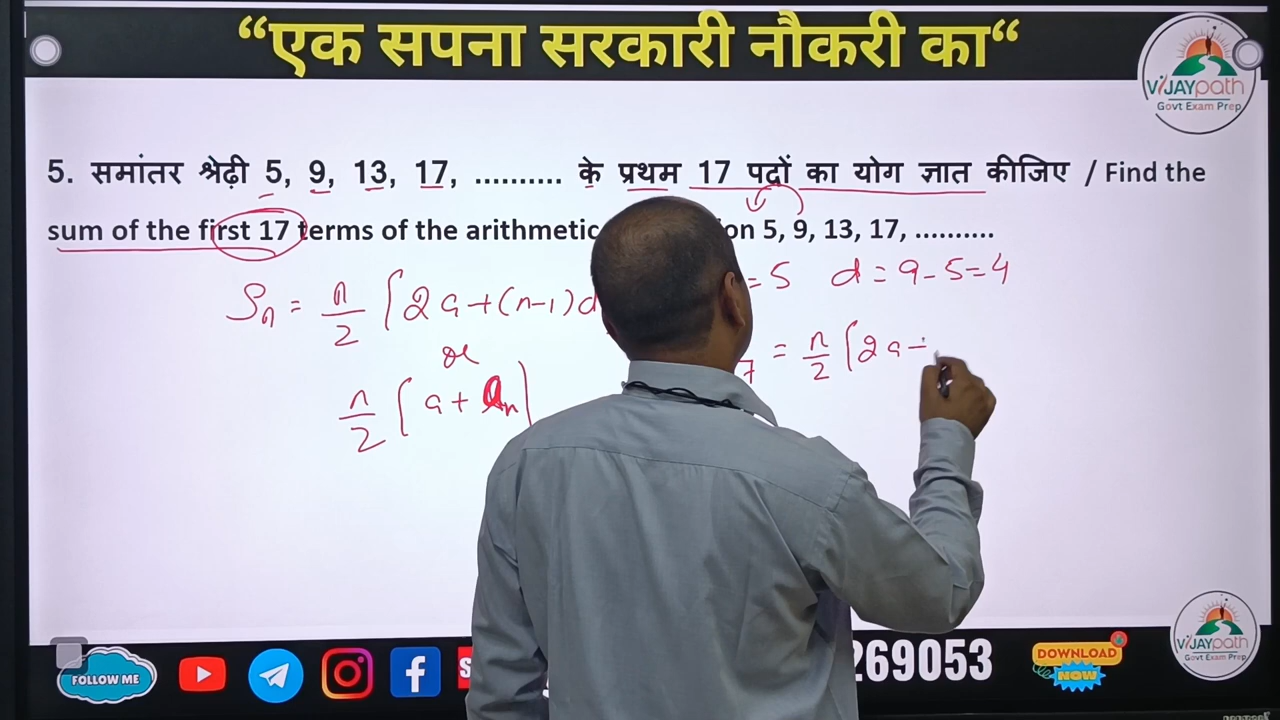 “एक सपना सरकारी नौकरी का“
ViJAYpath
Govt Exam Prep
5. समांतर श्रेढ़ी 5, 9, 13, 17, .......... के प्रथम 17 पदों का योग ज्ञात कीजिए / Find the
sum of the first 17 terms of the arithmetic on 5, 9, 13, 17, ..........
= 5 d = 9 - 5 = 4
Sn = n/2 [2a + (n-1)d
or
n/2 [a + an]
7 = n/2 [2a +
FOLLOW ME
269053
DOWNLOAD
NOW
ViJAYpath
Govt Exam Prep